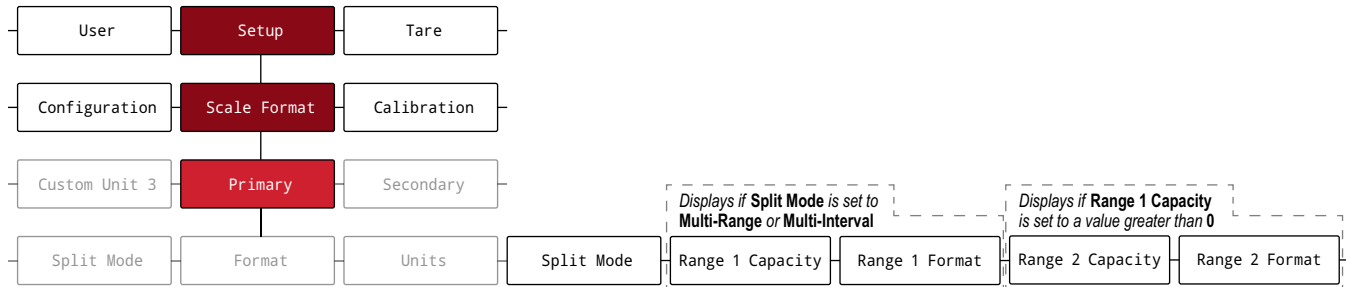 User Setup Tare
Configuration Scale Format Calibration
Custom Unit 3 Primary Secondary
Displays if Split Mode is set to
Multi-Range or Multi-Interval
Displays if Range 1 Capacity
is set to a value greater than 0
Split Mode Format Units Split Mode Range 1 Capacity Range 1 Format Range 2 Capacity Range 2 Format